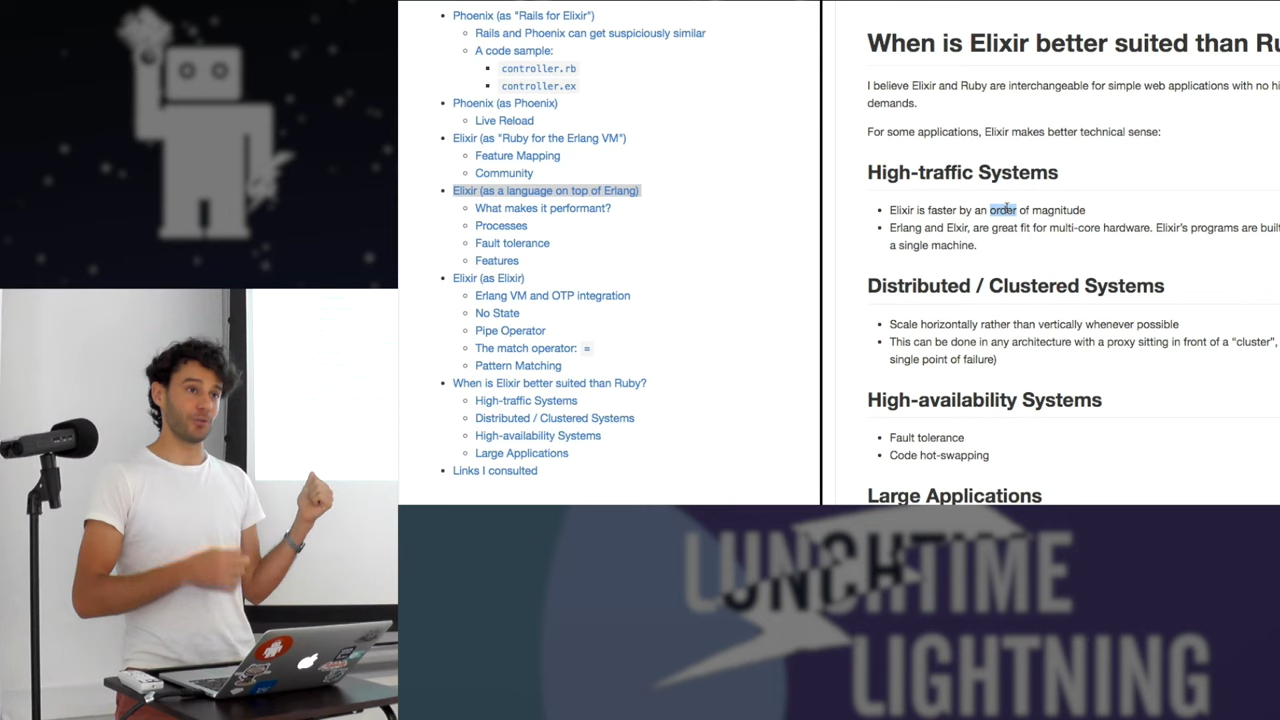 Phoenix (as "Rails for Elixir")
Rails and Phoenix can get suspiciously similar
A code sample:
controller.rb
controller.ex
Phoenix (as Phoenix)
Live Reload
Elixir (as "Ruby for the Erlang VM")
Feature Mapping
Community
Elixir (as a language on top of Erlang)
What makes it performant?
Processes
Fault tolerance
Features
Elixir (as Elixir)
Erlang VM and OTP integration
No State
Pipe Operator
The match operator: =
Pattern Matching
When is Elixir better suited than Ruby?
High-traffic Systems
Distributed / Clustered Systems
High-availability Systems
Large Applications
Links I consulted
When is Elixir better suited than Ru
I believe Elixir and Ruby are interchangeable for simple web applications with no hi
demands.
For some applications, Elixir makes better technical sense:
High-traffic Systems
Elixir is faster by an order of magnitude
Erlang and Elxir, are great fit for multi-core hardware. Elixir's programs are built
a single machine.
Distributed / Clustered Systems
Scale horizontally rather than vertically whenever possible
This can be done in any architecture with a proxy sitting in front of a “cluster”,
single point of failure)
High-availability Systems
Fault tolerance
Code hot-swapping
Large Applications
LUNCHTIME
LIGHTNING